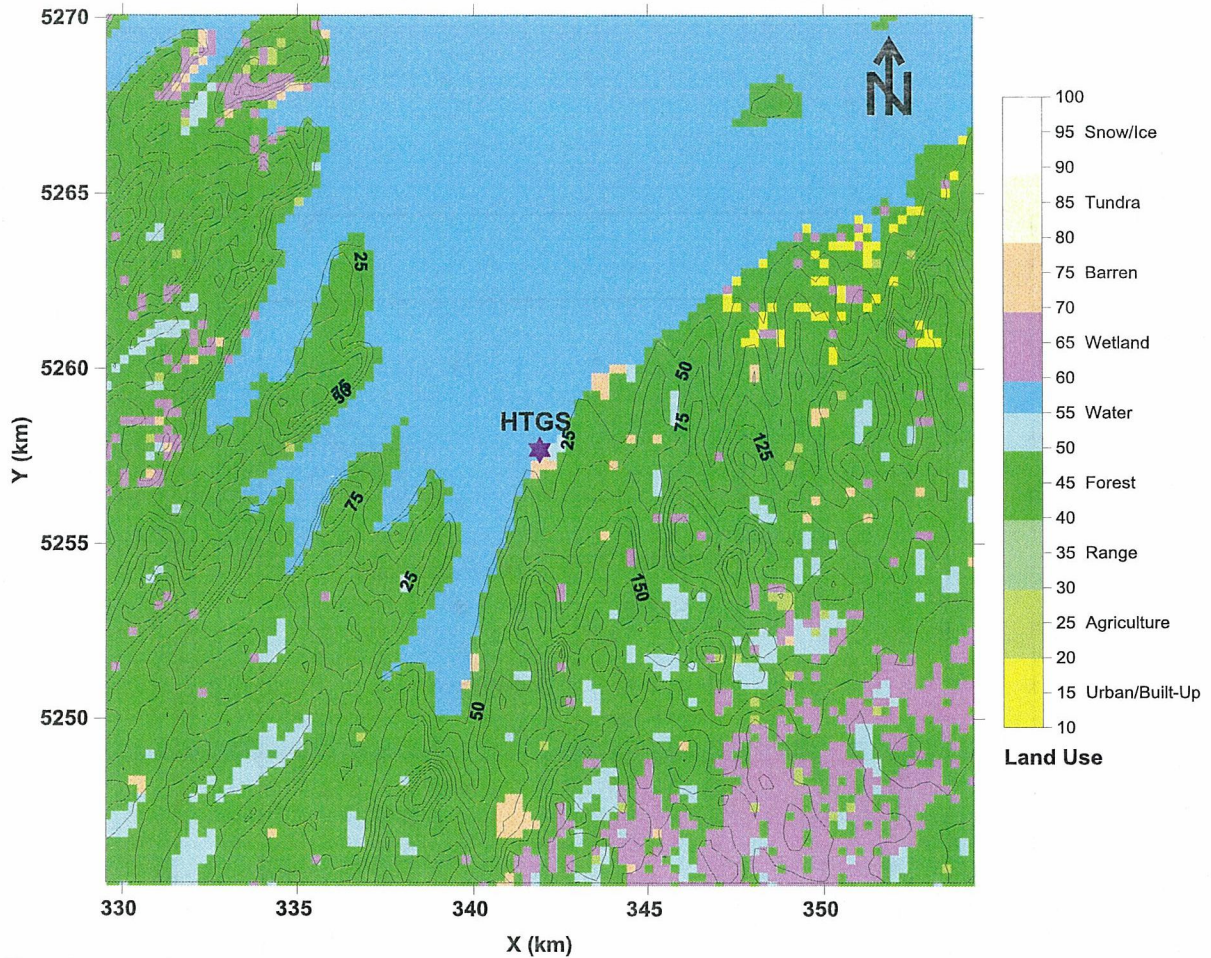 5270
5265
5260
5255
5250
Y (km)
330
335
340
345
350
X (km)
N
HTGS
25
25
50
75
125
75
25
150
50
100
95 Snow/Ice
90
85 Tundra
80
75 Barren
70
65 Wetland
60
55 Water
50
45 Forest
40
35 Range
30
25 Agriculture
20
15 Urban/Built-Up
10
Land Use